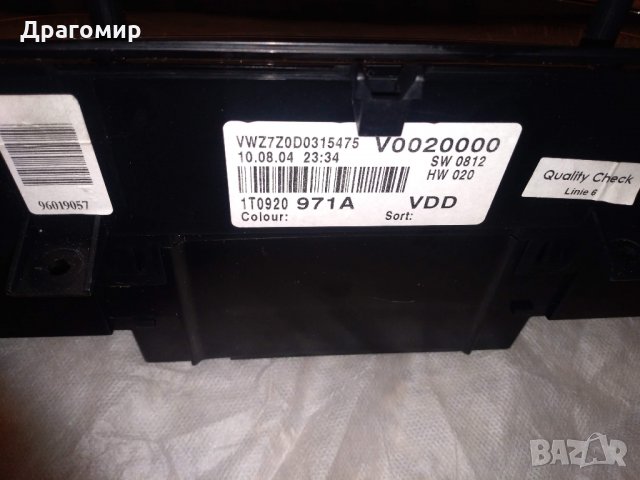 Драгомир
96019057
VWZ7Z0D0315475 V0020000
10.08.04 23:34 SW 0812
HW 020
1T0920 971A VDD
Colour: Sort:
Quality Check
Linie 6
BAZAR